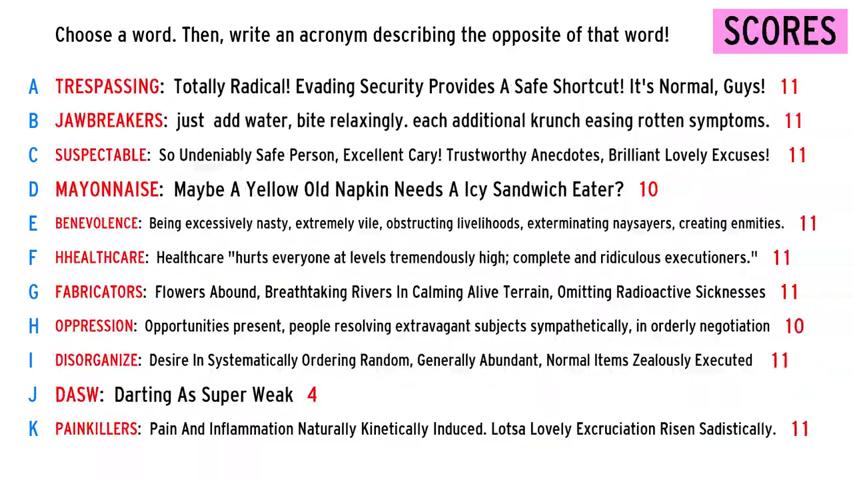 Choose a word. Then, write an acronym describing the opposite of that word!
SCORES
A TRESPASSING: Totally Radical! Evading Security Provides A Safe Shortcut! It's Normal, Guys! 11
B JAWBREAKERS: just add water, bite relaxingly. each additional krunch easing rotten symptoms. 11
C SUSPECTABLE: So Undeniably Safe Person, Excellent Cary! Trustworthy Anecdotes, Brilliant Lovely Excuses! 11
D MAYONNAISE: Maybe A Yellow Old Napkin Needs A Icy Sandwich Eater? 10
E BENEVOLENCE: Being excessively nasty, extremely vile, obstructing livelihoods, exterminating naysayers, creating enmities. 11
F HHEALTHCARE: Healthcare "hurts everyone at levels tremendously high; complete and ridiculous executioners." 11
G FABRICATORS: Flowers Abound, Breathtaking Rivers In Calming Alive Terrain, Omitting Radioactive Sicknesses 11
H OPPRESSION: Opportunities present, people resolving extravagant subjects sympathetically, in orderly negotiation 10
I DISORGANIZE: Desire In Systematically Ordering Random, Generally Abundant, Normal Items Zealously Executed 11
J DASW: Darting As Super Weak 4
K PAINKILLERS: Pain And Inflammation Naturally Kinetically Induced. Lotsa Lovely Excruciation Risen Sadistically. 11